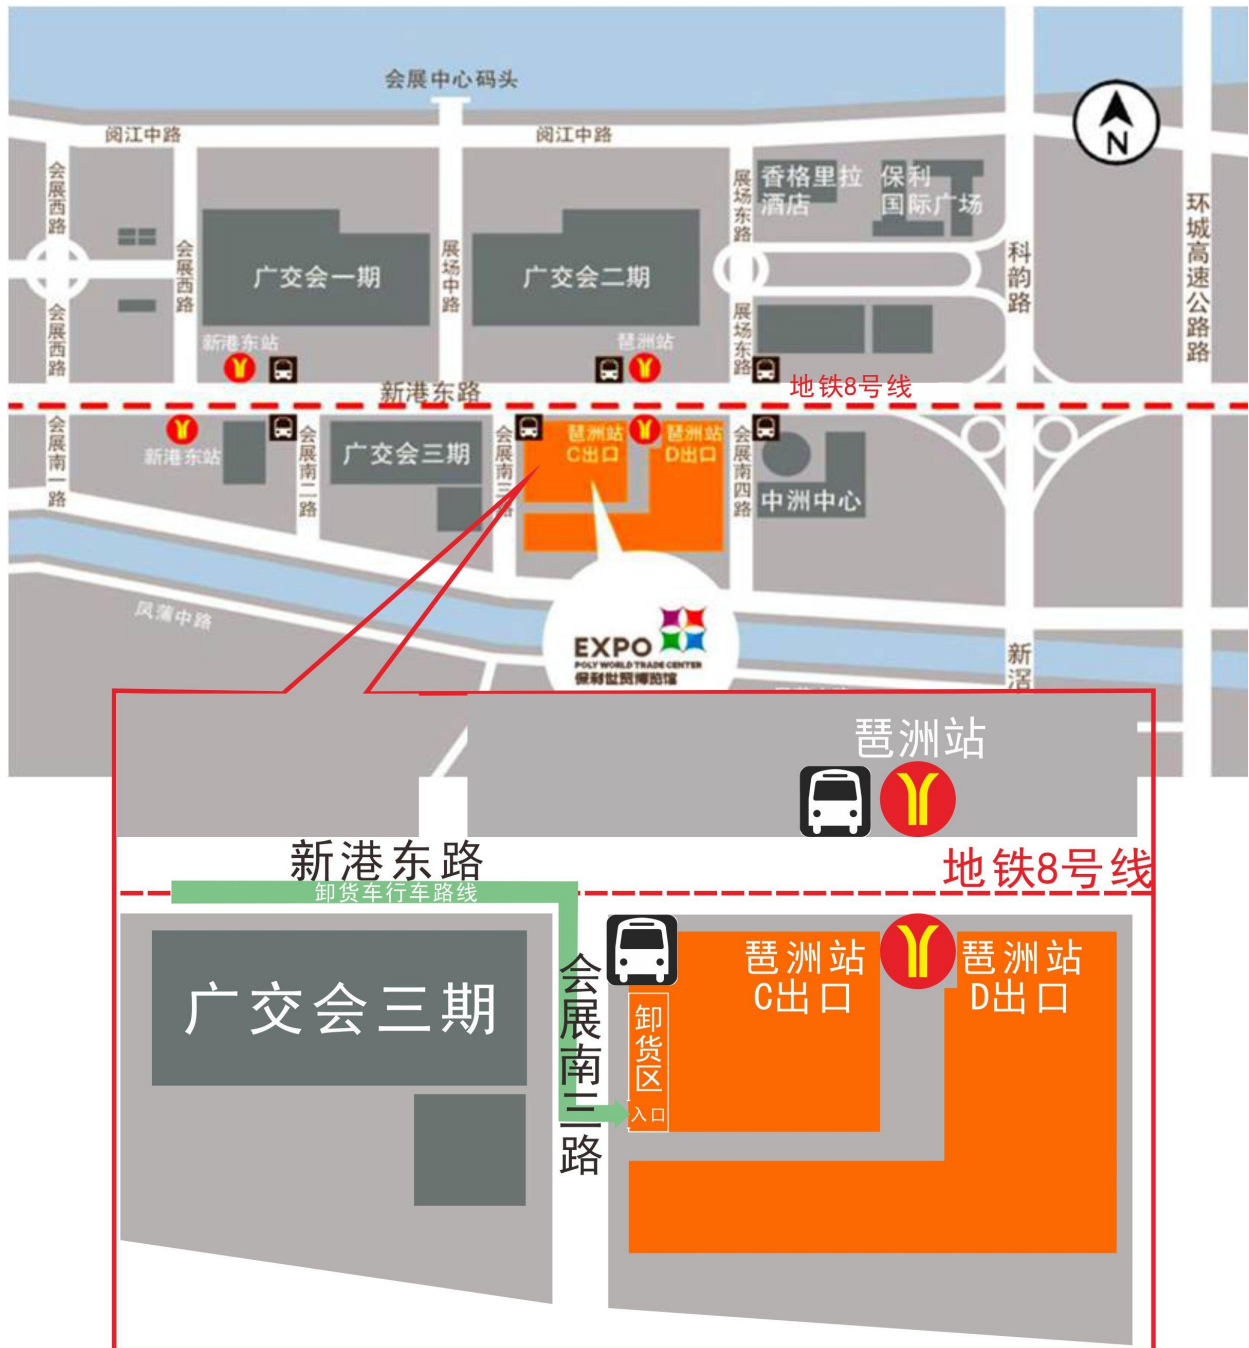 会展中心码头
阅江中路
阅江中路
会展西路
会展西路
展场中路
展场东路
香格里拉
酒店
保利
国际广场
N
科韵路
环城高速公路路
广交会一期
广交会二期
会展西路
展场东路
新港东站
琶洲站
新港东路
地铁8号线
会展南一路
新港东站
会展南二路
广交会三期
会展南三路
琶洲站
C出口
琶洲站
D出口
会展南四路
中洲中心
凤蒲中路
EXPO
POLY WORLD TRADE CENTER
保利世贸博览馆
新滘
琶洲站
新港东路
地铁8号线
卸货车行车路线
广交会三期
会展南三路
琶洲站
C出口
琶洲站
D出口
卸货区
入口